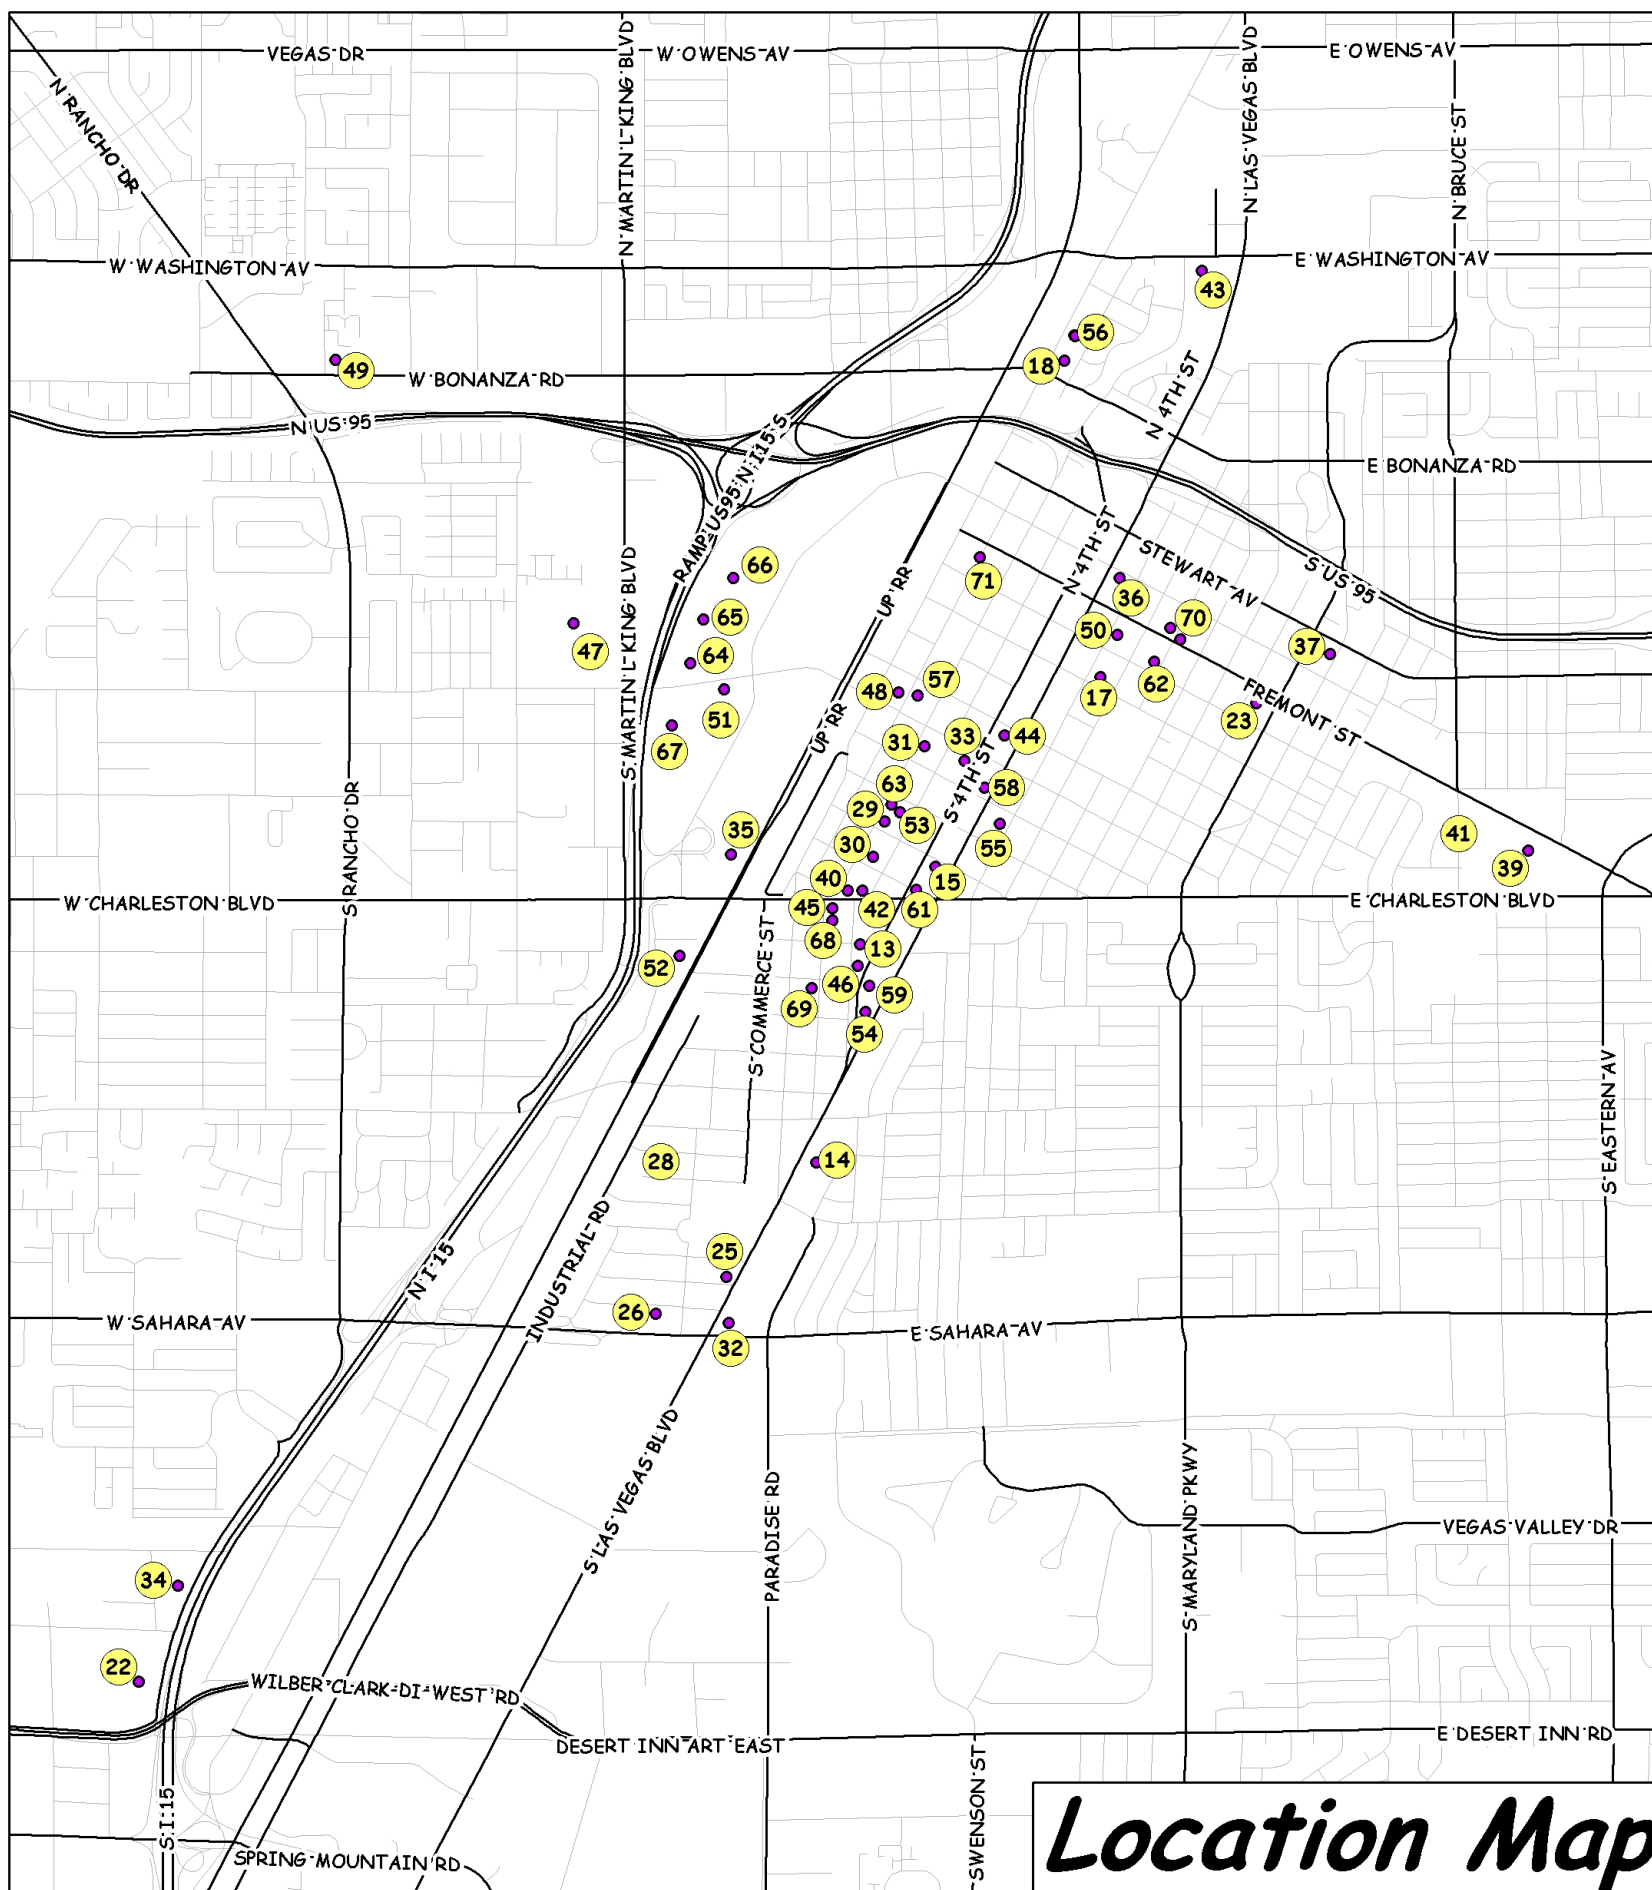 VEGAS DR
W OWENS AV
E OWENS AV
N RANCHO DR
N MARTIN L KING BLVD
N LAS VEGAS BLVD
N BRUCE ST
W WASHINGTON AV
E WASHINGTON AV
43
56
18
49
W BONANZA RD
N 4TH ST
N US 95
E BONANZA RD
RAMP US95 N I15 S
N 4TH ST
STEWART AV
S US 95
66
71
UP RR
36
65
70
50
47
64
37
S MARTIN L KING BLVD
57
48
62
17
51
FREMONT ST
23
UP RR
31
33
44
67
63
58
S 4TH ST
29
53
35
41
30
55
39
S RANCHO DR
40
15
W CHARLESTON BLVD
45
42
61
E CHARLESTON BLVD
68
13
52
46
59
69
S COMMERCE ST
54
S EASTERN AV
28
14
25
INDUSTRIAL RD
N I 15
26
W SAHARA AV
E SAHARA AV
32
S LAS VEGAS BLVD
PARADISE RD
S MARYLAND PKWY
VEGAS VALLEY DR
34
22
WILBER CLARK DI WEST RD
DESERT INN ART EAST
E DESERT INN RD
S I 15
SWENSON ST
SPRING MOUNTAIN RD
Location Map